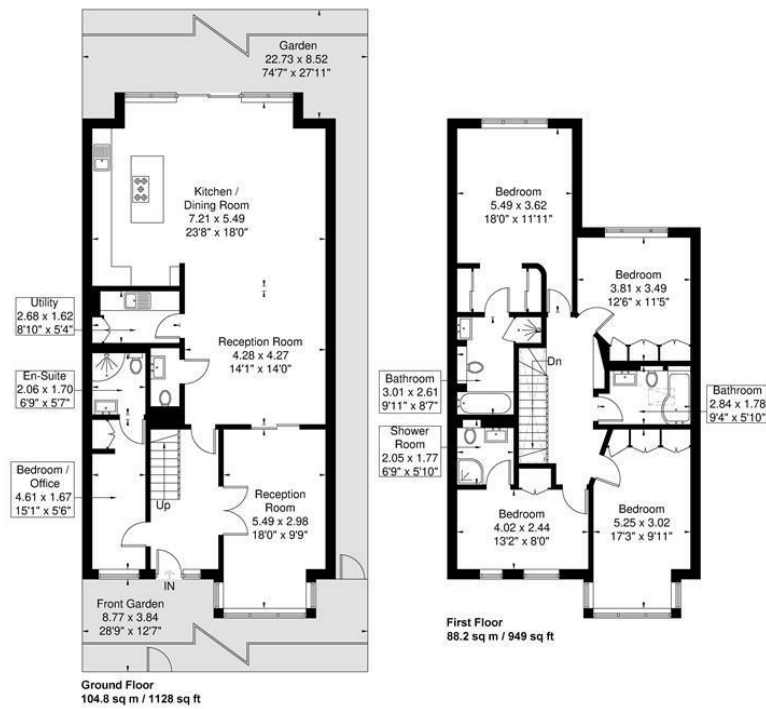 Garden
22.73 x 8.52
74'7" x 27'11"
Kitchen /
Dining Room
7.21 x 5.49
23'8" x 18'0"
Utility
2.68 x 1.62
8'10" x 5'4"
Reception Room
4.28 x 4.27
14'1" x 14'0"
En-Suite
2.06 x 1.70
6'9" x 5'7"
Bedroom /
Office
4.61 x 1.67
15'1" x 5'6"
Up
Reception
Room
5.49 x 2.98
18'0" x 9'9"
IN
Front Garden
8.77 x 3.84
28'9" x 12'7"
Ground Floor
104.8 sq m / 1128 sq ft
Bedroom
5.49 x 3.62
18'0" x 11'11"
Bedroom
3.81 x 3.49
12'6" x 11'5"
Dn
Bathroom
3.01 x 2.61
9'11" x 8'7"
Bathroom
2.84 x 1.78
9'4" x 5'10"
Shower
Room
2.05 x 1.77
6'9" x 5'10"
Bedroom
4.02 x 2.44
13'2" x 8'0"
Bedroom
5.25 x 3.02
17'3" x 9'11"
First Floor
88.2 sq m / 949 sq ft